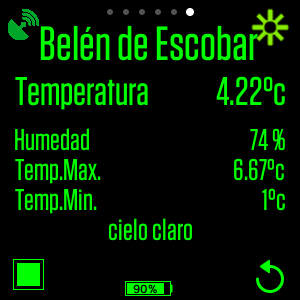 Belén de Escobar
Temperatura 4.22ºc
Humedad 74 %
Temp.Max. 6.67ºc
Temp.Min. 1ºc
cielo claro
90%